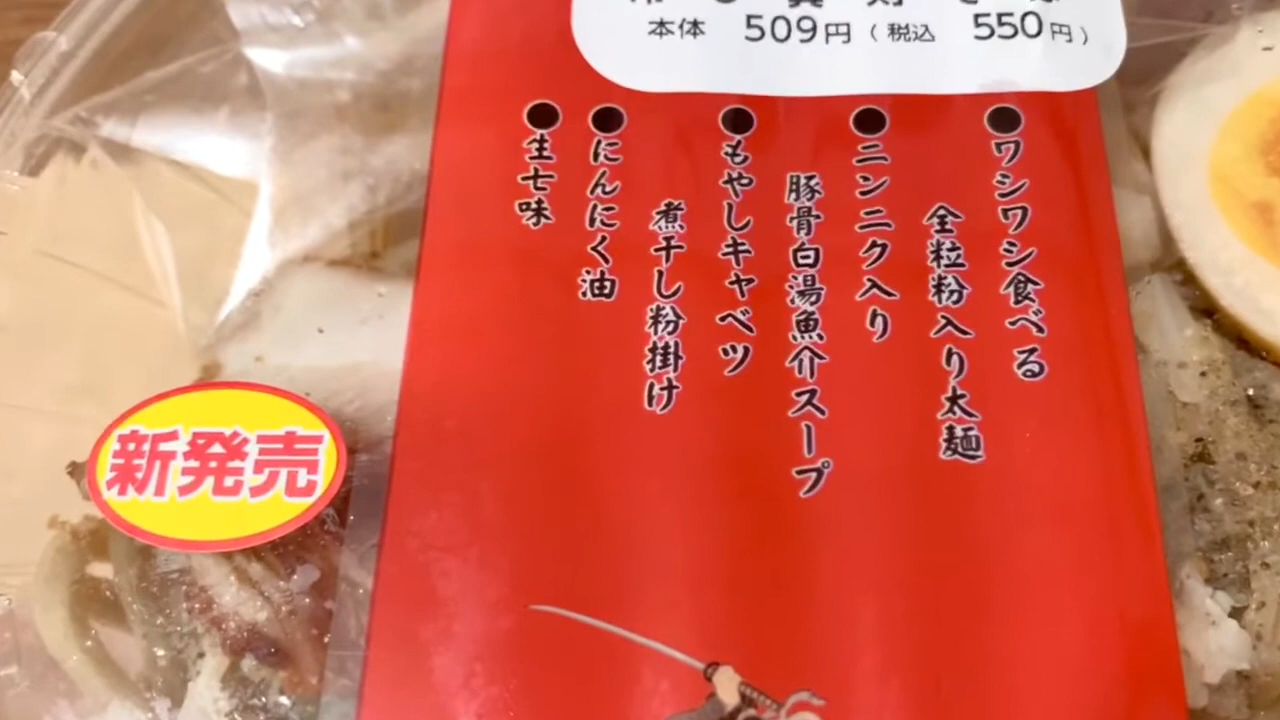 本体 509円(税込 550円)
●ワシワシ食べる
全粒粉入り太麺
●ニンニク入り
豚骨白湯魚介スープ
●もやしキャベツ
煮干し粉掛け
●にんにく油
●生七味
新発売